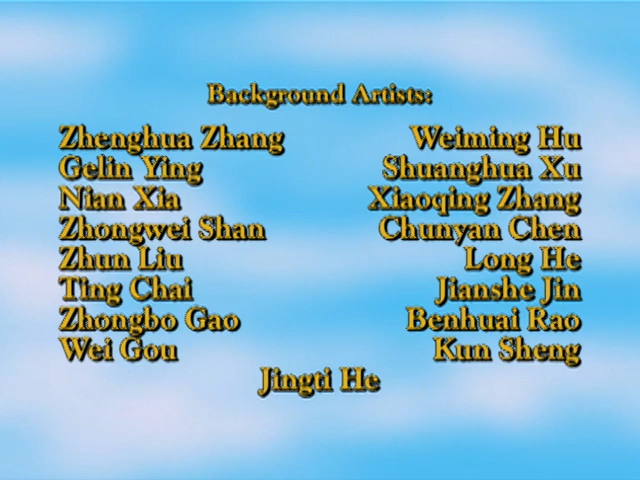 Background Artists:
Zhenghua Zhang Weiming Hu
Gelin Ying Shuanghua Xu
Nian Xia Xiaoqing Zhang
Zhongwei Shan Chunyan Chen
Zhun Liu Long He
Ting Chai Jianshe Jin
Zhongbo Gao Benhuai Rao
Wei Gou Kun Sheng
Jingti He